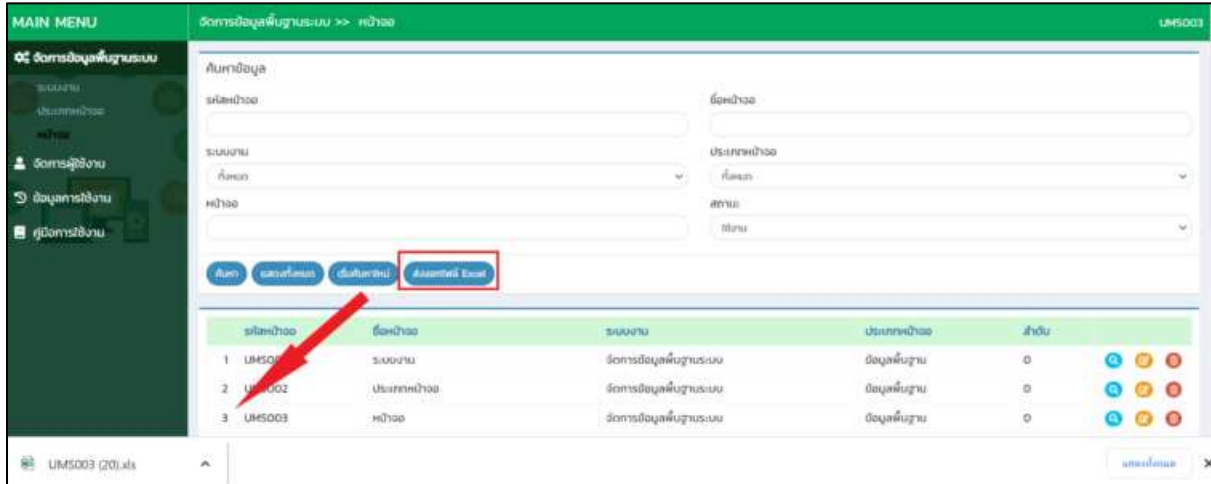 MAIN MENU
จัดการข้อมูลพื้นฐานระบบ >> หน้าจอ
UMS003
จัดการข้อมูลพื้นฐานระบบ
ระบบงาน
ประเภทหน้าจอ
หน้าจอ
จัดการผู้ใช้งาน
ข้อมูลการใช้งาน
คู่มือการใช้งาน
ค้นหาข้อมูล
รหัสหน้าจอ ชื่อหน้าจอ
ระบบงาน ประเภทหน้าจอ
ทั้งหมด ทั้งหมด
หน้าจอ สถานะ
ใช้งาน
ค้นหา แสดงทั้งหมด เริ่มค้นหาใหม่ ส่งออกไฟล์ Excel
รหัสหน้าจอ ชื่อหน้าจอ ระบบงาน ประเภทหน้าจอ ลำดับ
1 ระบบงาน จัดการข้อมูลพื้นฐานระบบ ข้อมูลพื้นฐาน 0
2 ประเภทหน้าจอ จัดการข้อมูลพื้นฐานระบบ ข้อมูลพื้นฐาน 0
3 UMS003 หน้าจอ จัดการข้อมูลพื้นฐานระบบ ข้อมูลพื้นฐาน 0
UMS003 (20).xls
แสดงทั้งหมด